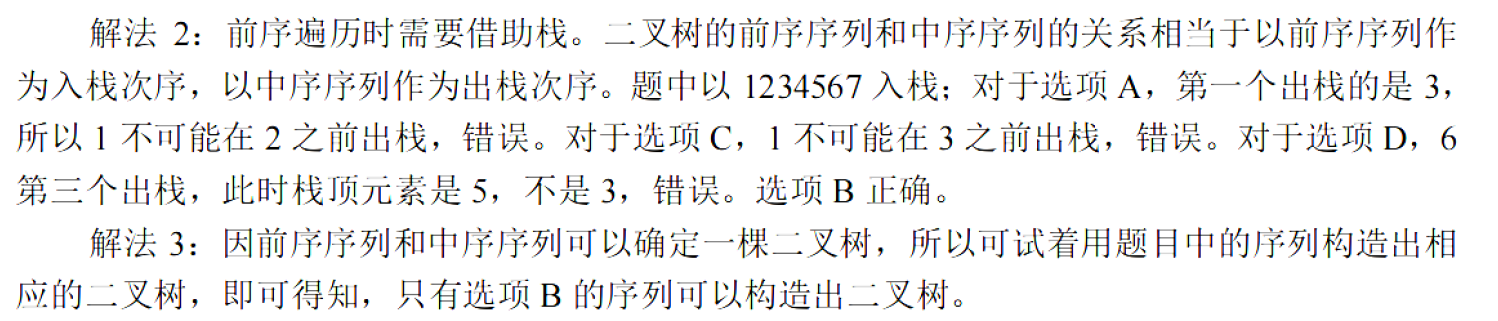 解法 2：前序遍历时需要借助栈。二叉树的前序序列和中序序列的关系相当于以前序序列作
为入栈次序，以中序序列作为出栈次序。题中以 1234567 入栈；对于选项 A，第一个出栈的是 3，
所以 1 不可能在 2 之前出栈，错误。对于选项 C，1 不可能在 3 之前出栈，错误。对于选项 D，6
第三个出栈，此时栈顶元素是 5，不是 3，错误。选项 B 正确。
解法 3：因前序序列和中序序列可以确定一棵二叉树，所以可试着用题目中的序列构造出相
应的二叉树，即可得知，只有选项 B 的序列可以构造出二叉树。